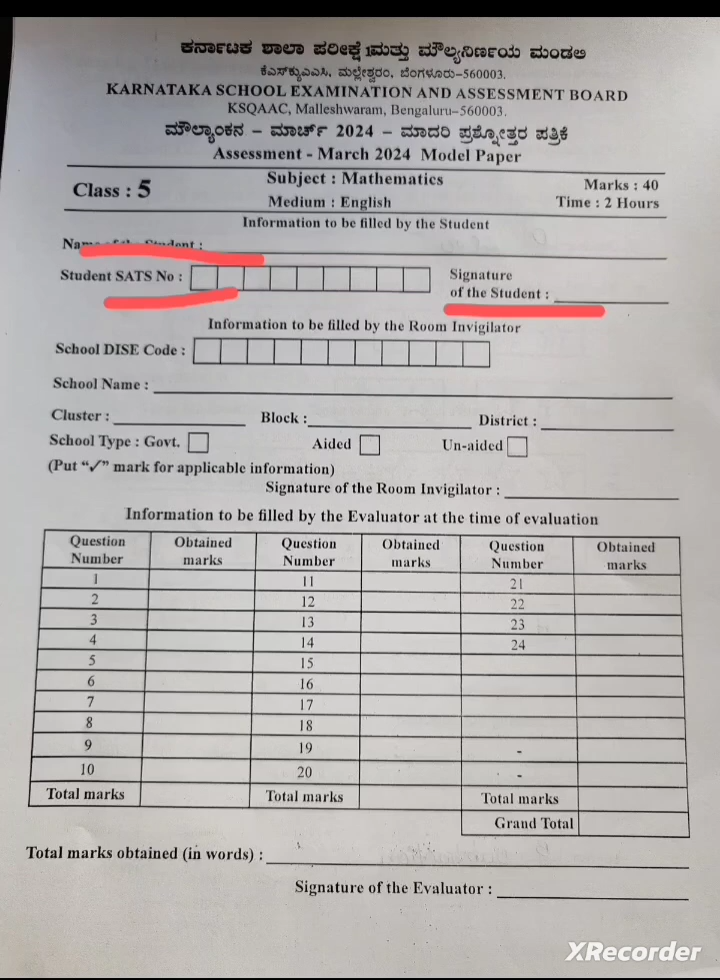 ಕರ್ನಾಟಕ ಶಾಲಾ ಪರೀಕ್ಷೆ 1ಮತ್ತು ಮೌಲ್ಯನಿರ್ಣಯ ಮಂಡಲಿ
ಕೆಎಸ್‌ಕ್ಯುಎಎಸಿ, ಮಲ್ಲೇಶ್ವರಂ, ಬೆಂಗಳೂರು-560003.
KARNATAKA SCHOOL EXAMINATION AND ASSESSMENT BOARD
KSQAAC, Malleshwaram, Bengaluru-560003.
ಮೌಲ್ಯಾಂಕನ - ಮಾರ್ಚ್ 2024 - ಮಾದರಿ ಪ್ರಶ್ನೋತ್ತರ ಪತ್ರಿಕೆ
Assessment - March 2024 Model Paper
Class : 5 Subject : Mathematics Marks : 40
Medium : English Time : 2 Hours
Information to be filled by the Student
Name of the Student :
Student SATS No : Signature
of the Student :
Information to be filled by the Room Invigilator
School DISE Code :
School Name :
Cluster : Block : District :
School Type : Govt. Aided Un-aided
(Put “✓” mark for applicable information)
Signature of the Room Invigilator :
Information to be filled by the Evaluator at the time of evaluation
Question Number Obtained marks Question Number Obtained marks Question Number Obtained marks
1 11 21
2 12 22
3 13 23
4 14 24
5 15
6 16
7 17
8 18
9 19 -
10 20 -
Total marks Total marks Total marks
Grand Total
Total marks obtained (in words) :
Signature of the Evaluator :
XRecorder